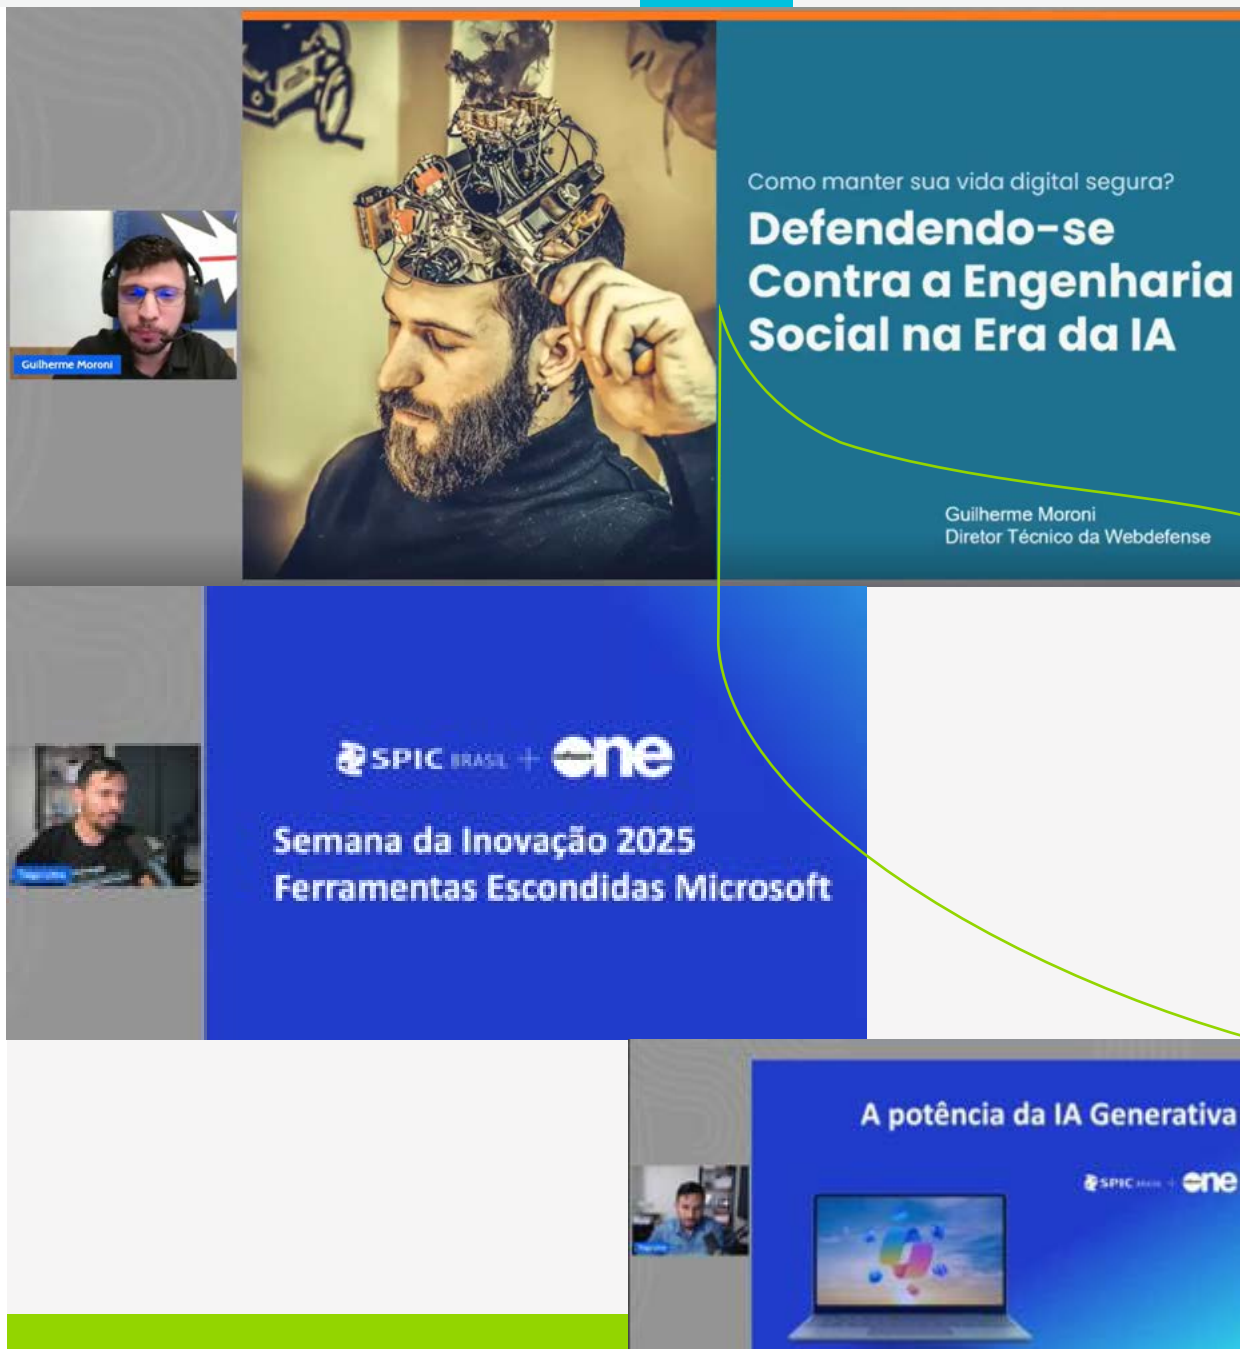 Como manter sua vida digital segura?
Defendendo-se
Contra a Engenharia
Social na Era da IA
Guilherme Moroni
Guilherme Moroni
Diretor Técnico da Webdefense
SPIC BRASIL + one
Semana da Inovação 2025
Ferramentas Escondidas Microsoft
A potência da IA Generativa
SPIC BRASIL + one